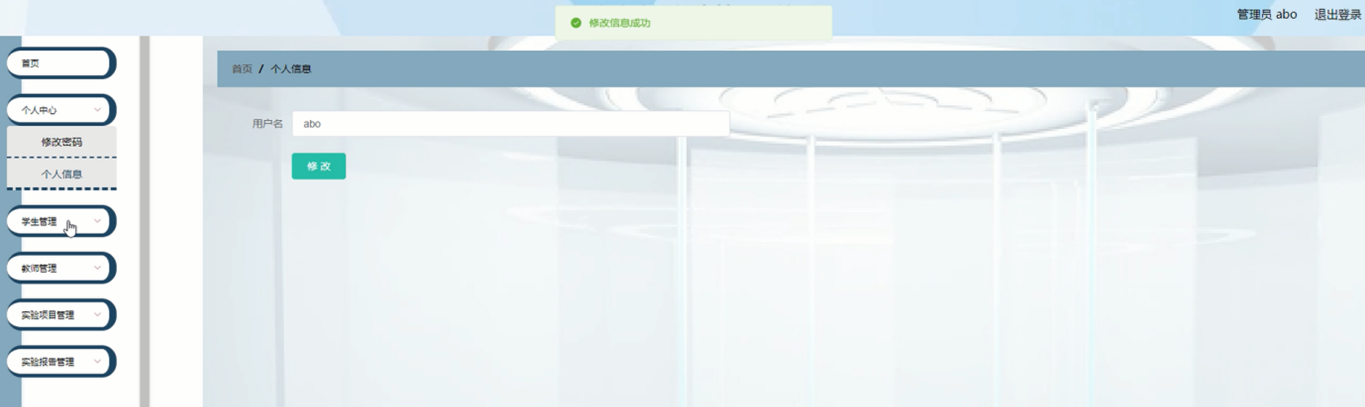 修改信息成功
管理员 abo 退出登录
首页
个人中心
修改密码
个人信息
学生管理
教师管理
实验项目管理
实验报告管理
首页 / 个人信息
用户名 abo
修 改